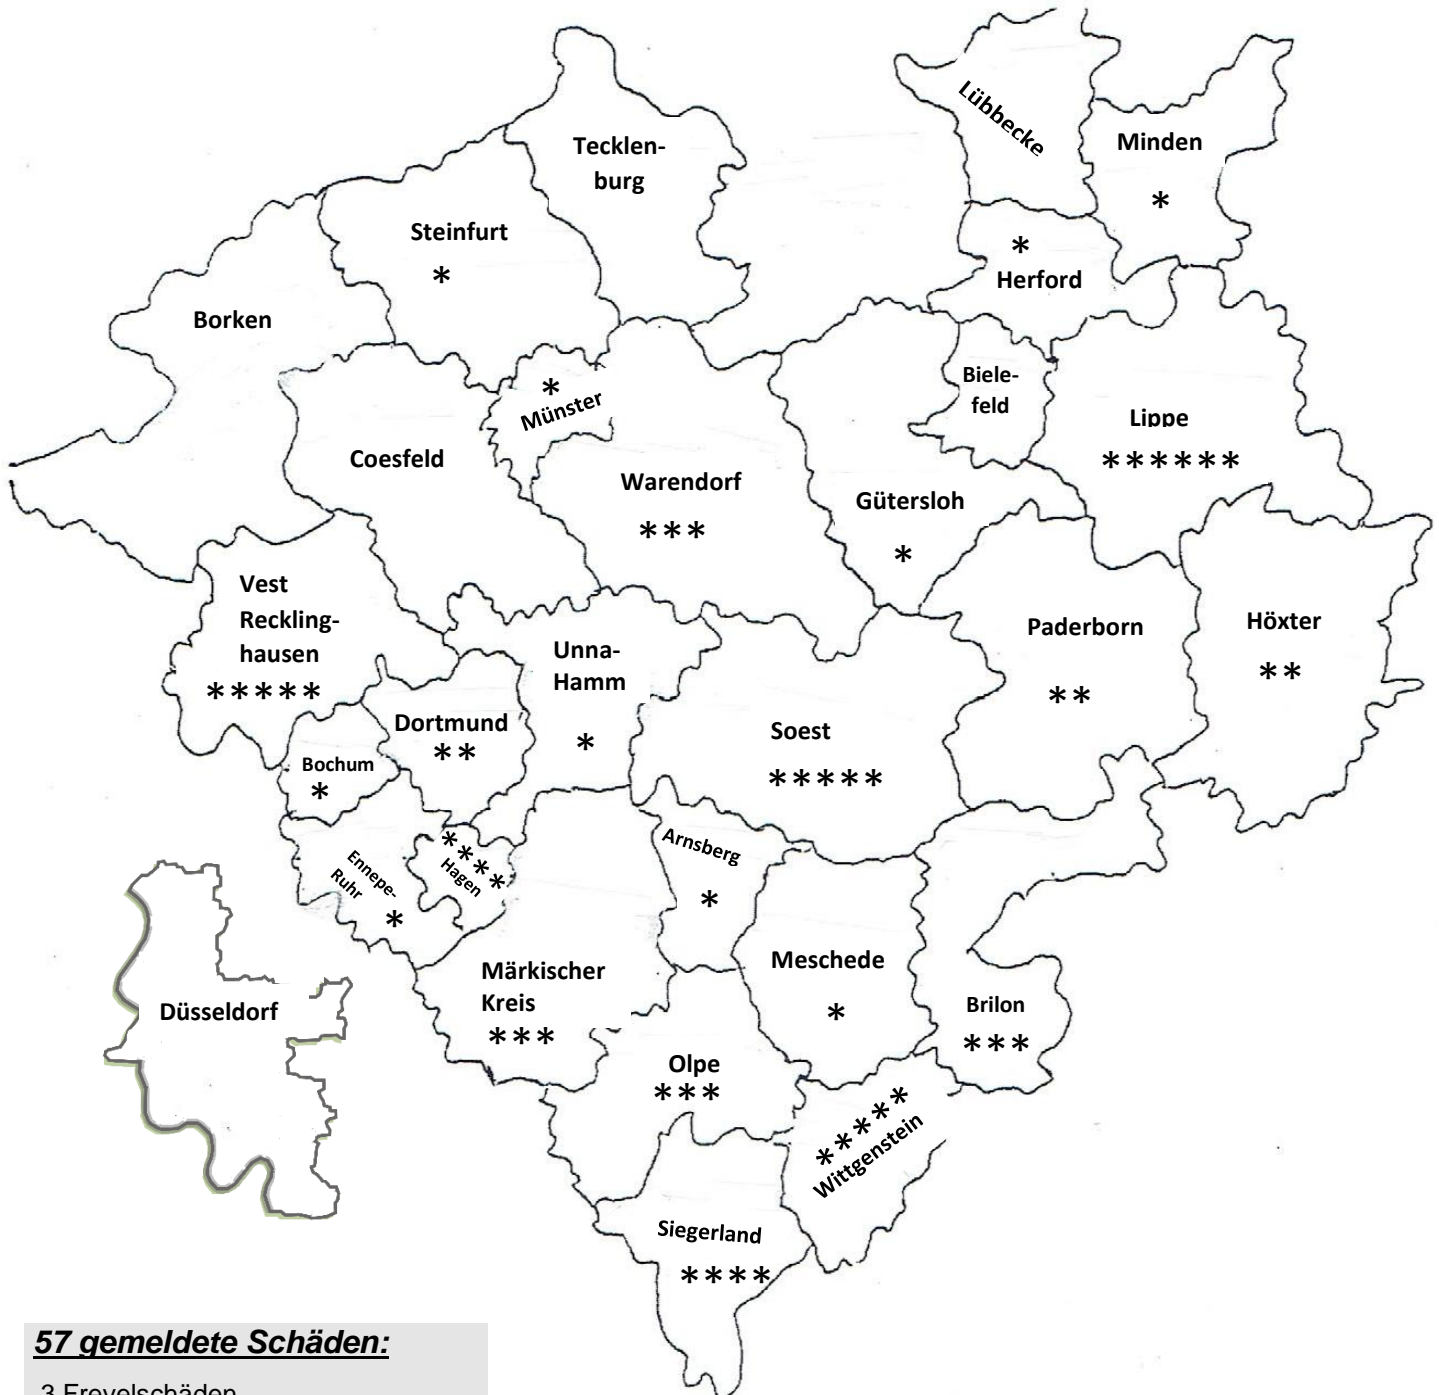 Lübbecke
Minden
*
Tecklen-
burg
Steinfurt
*
*
Herford
Borken
Biele-
feld
*
Münster
Lippe
******
Coesfeld
Warendorf
***
Gütersloh
*
Vest
Reckling-
hausen
*****
Unna-
Hamm
*
Paderborn
**
Höxter
**
Dortmund
**
Soest
*****
Bochum
*
Ennepe-
Ruhr
*
****
Hagen
Arnsberg
*
Märkischer
Kreis
***
Meschede
*
Brilon
***
Düsseldorf
Olpe
***
*****
Wittgenstein
Siegerland
****
57 gemeldete Schäden:
3 Frevelschäden